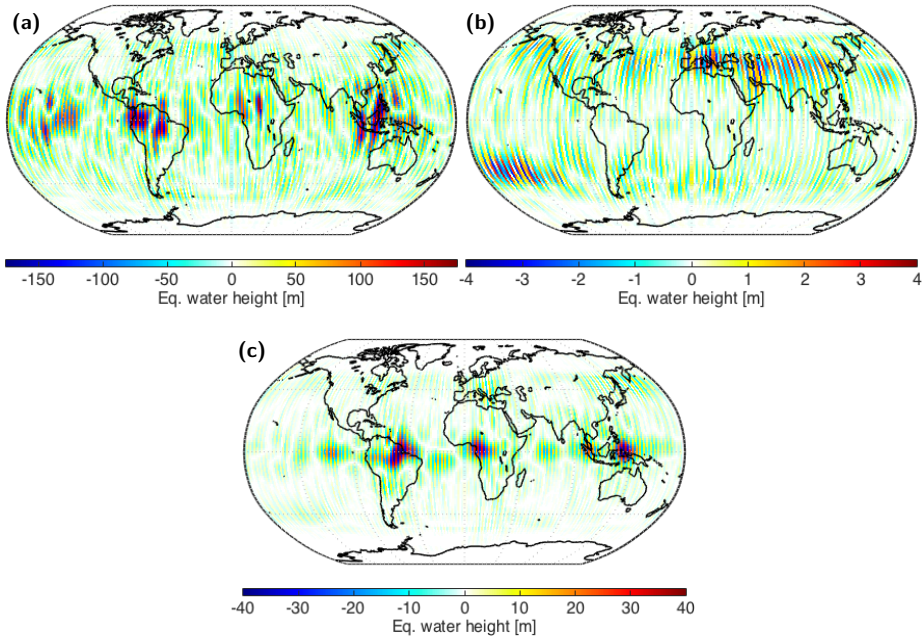 (a)
(b)
-150 -100 -50 0 50 100 150
Eq. water height [m]
-4 -3 -2 -1 0 1 2 3 4
Eq. water height [m]
(c)
-40 -30 -20 -10 0 10 20 30 40
Eq. water height [m]